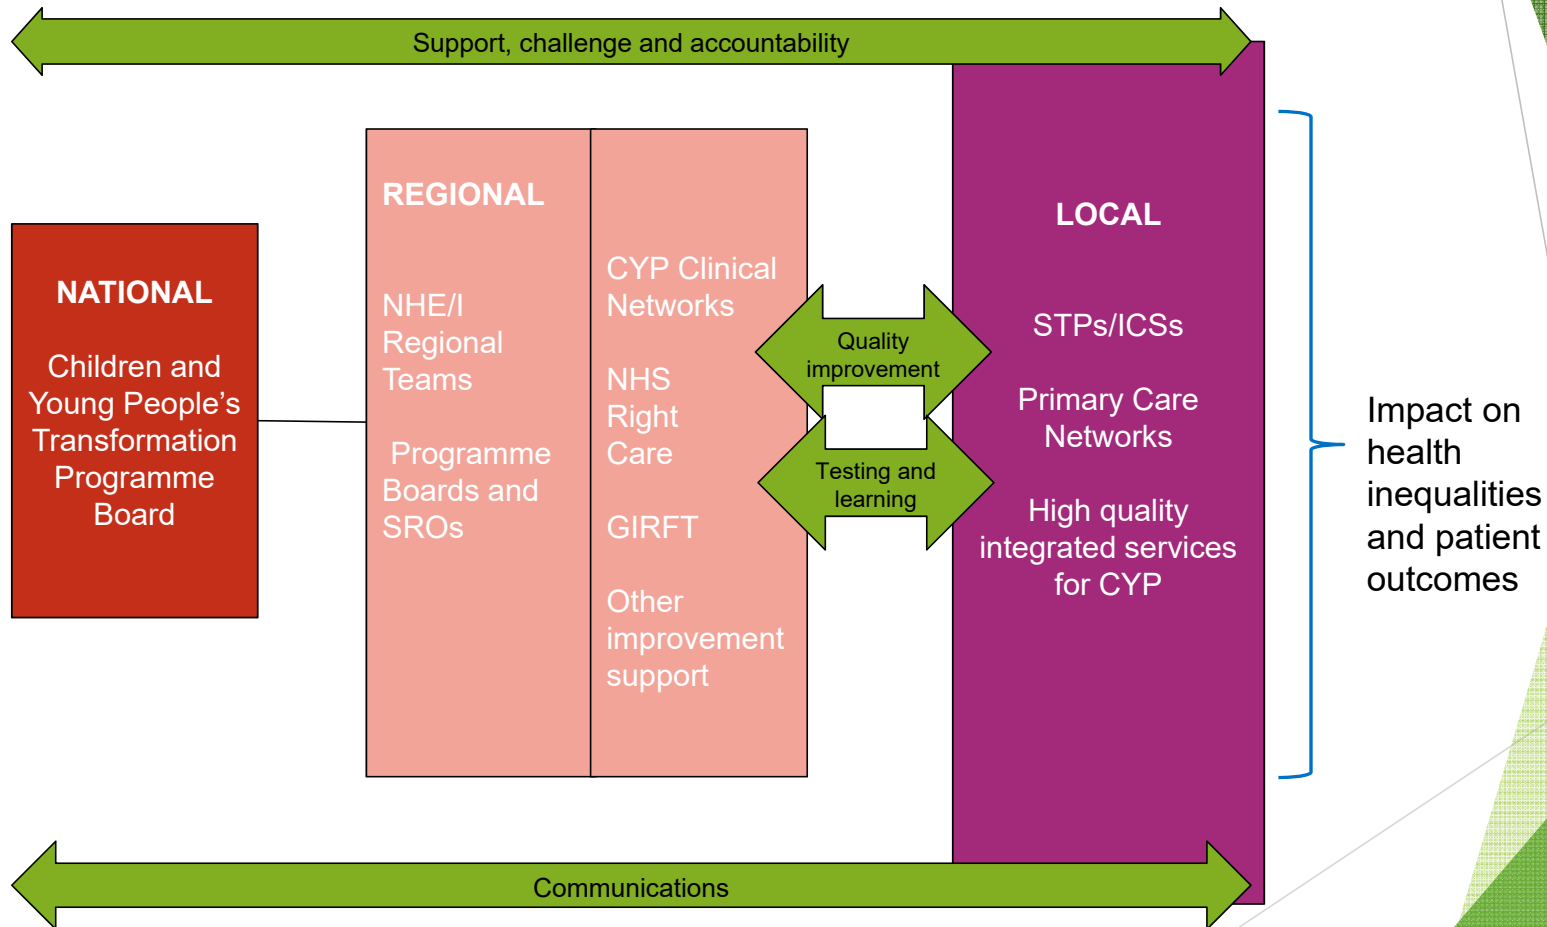 Support, challenge and accountability
NATIONAL
Children and
Young People's
Transformation
Programme
Board
REGIONAL
NHE/I
Regional
Teams
Programme
Boards and
SROs
CYP Clinical
Networks
NHS
Right
Care
GIRFT
Other
improvement
support
Quality
improvement
Testing and
learning
LOCAL
STPs/ICSs
Primary Care
Networks
High quality
integrated services
for CYP
Impact on
health
inequalities
and patient
outcomes
Communications